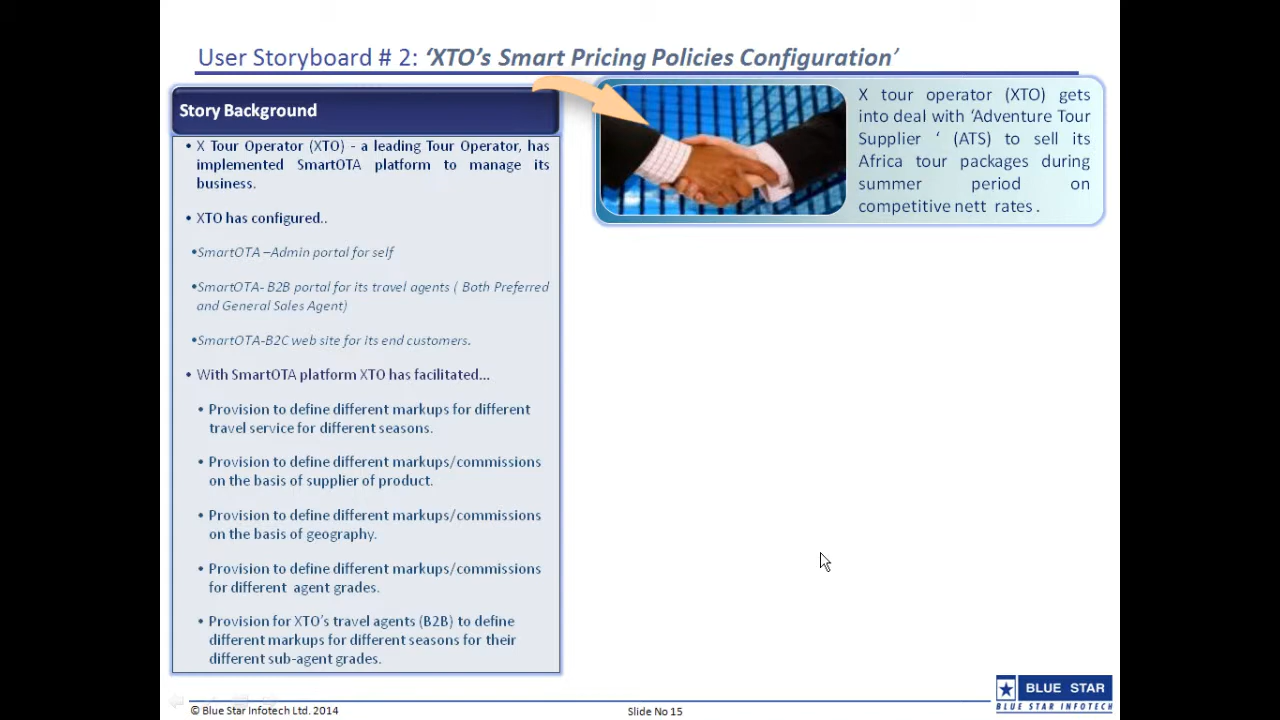 User Storyboard # 2: ‘XTO’s Smart Pricing Policies Configuration’
Story Background
• X Tour Operator (XTO) - a leading Tour Operator, has
implemented SmartOTA platform to manage its
business.
• XTO has configured..
•SmartOTA –Admin portal for self
•SmartOTA- B2B portal for its travel agents ( Both Preferred
and General Sales Agent)
•SmartOTA-B2C web site for its end customers.
• With SmartOTA platform XTO has facilitated...
• Provision to define different markups for different
travel service for different seasons.
• Provision to define different markups/commissions
on the basis of supplier of product.
• Provision to define different markups/commissions
on the basis of geography.
• Provision to define different markups/commissions
for different agent grades.
• Provision for XTO’s travel agents (B2B) to define
different markups for different seasons for their
different sub-agent grades.
X tour operator (XTO) gets
into deal with ‘Adventure Tour
Supplier ‘ (ATS) to sell its
Africa tour packages during
summer period on
competitive nett rates .
© Blue Star Infotech Ltd. 2014
Slide No 15
BLUE STAR
BLUE STAR INFOTECH